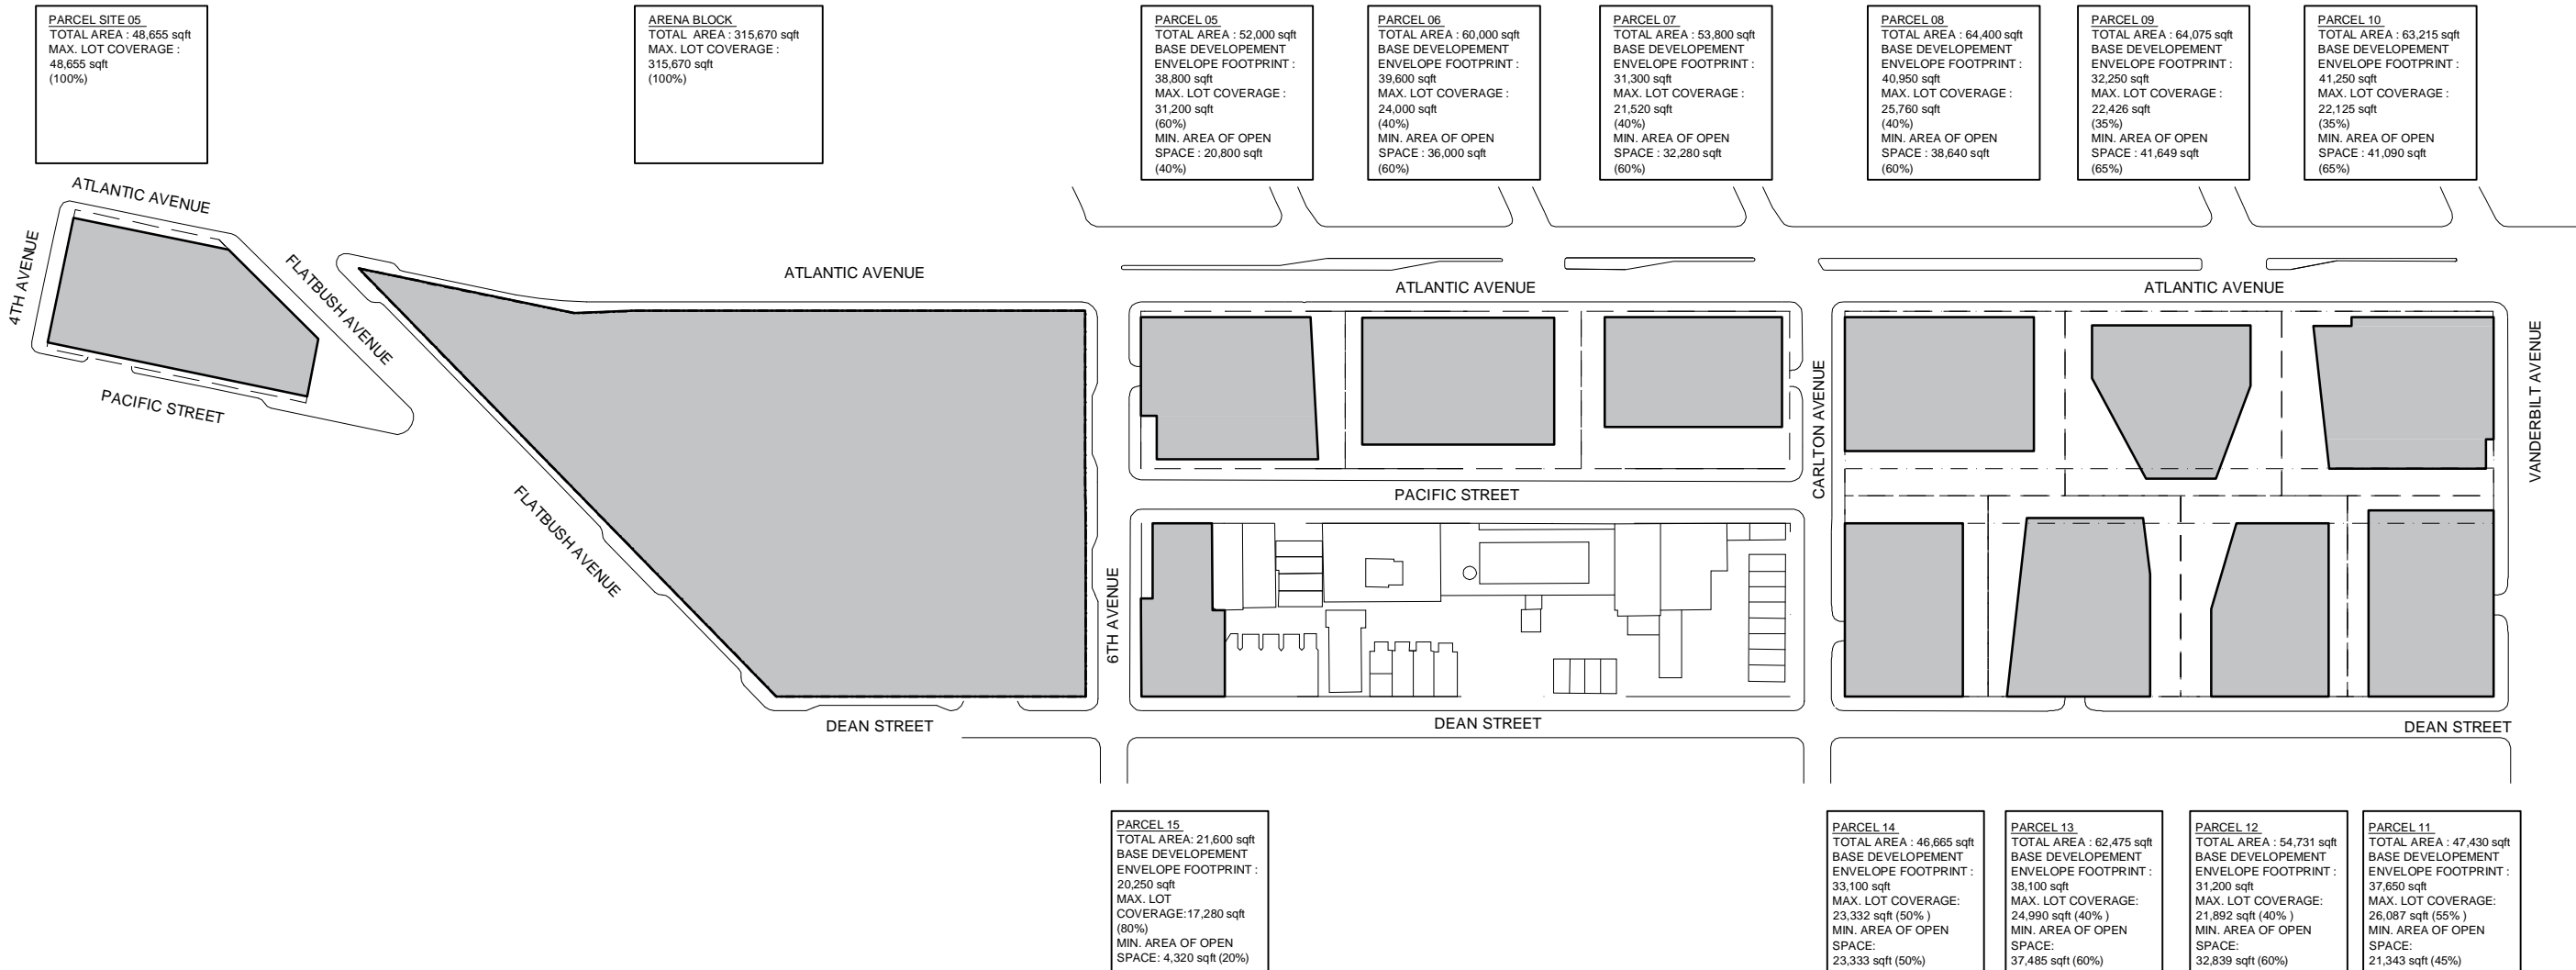 PARCEL SITE 05
TOTAL AREA : 48,655 sqft
MAX. LOT COVERAGE :
48,655 sqft
(100%)
ARENA BLOCK
TOTAL  AREA : 315,670 sqft
MAX. LOT COVERAGE :
315,670 sqft
(100%)
PARCEL 05
TOTAL AREA : 52,000 sqft
BASE DEVELOPEMENT
ENVELOPE FOOTPRINT :
38,800 sqft
MAX. LOT COVERAGE :
31,200 sqft
(60%)
MIN. AREA OF OPEN
SPACE : 20,800 sqft
(40%)
PARCEL 06
TOTAL AREA : 60,000 sqft
BASE DEVELOPEMENT
ENVELOPE FOOTPRINT :
39,600 sqft
MAX. LOT COVERAGE :
24,000 sqft
(40%)
MIN. AREA OF OPEN
SPACE : 36,000 sqft
(60%)
PARCEL 07
TOTAL AREA : 53,800 sqft
BASE DEVELOPEMENT
ENVELOPE FOOTPRINT :
31,300 sqft
MAX. LOT COVERAGE :
21,520 sqft
(40%)
MIN. AREA OF OPEN
SPACE : 32,280 sqft
(60%)
PARCEL 08
TOTAL AREA : 64,400 sqft
BASE DEVELOPEMENT
ENVELOPE FOOTPRINT :
40,950 sqft
MAX. LOT COVERAGE :
25,760 sqft
(40%)
MIN. AREA OF OPEN
SPACE : 38,640 sqft
(60%)
PARCEL 09
TOTAL AREA : 64,075 sqft
BASE DEVELOPEMENT
ENVELOPE FOOTPRINT :
32,250 sqft
MAX. LOT COVERAGE :
22,426 sqft
(35%)
MIN. AREA OF OPEN
SPACE : 41,649 sqft
(65%)
PARCEL 10
TOTAL AREA : 63,215 sqft
BASE DEVELOPEMENT
ENVELOPE FOOTPRINT :
41,250 sqft
MAX. LOT COVERAGE :
22,125 sqft
(35%)
MIN. AREA OF OPEN
SPACE : 41,090 sqft
(65%)
ATLANTIC AVENUE
4TH AVENUE
FLATBUSH AVENUE
PACIFIC STREET
ATLANTIC AVENUE
FLATBUSH AVENUE
DEAN STREET
6TH AVENUE
ATLANTIC AVENUE
PACIFIC STREET
DEAN STREET
CARLTON AVENUE
ATLANTIC AVENUE
VANDERBILT AVENUE
DEAN STREET
PARCEL 15
TOTAL AREA: 21,600 sqft
BASE DEVELOPEMENT
ENVELOPE FOOTPRINT :
20,250 sqft
MAX. LOT
COVERAGE:17,280 sqft
(80%)
MIN. AREA OF OPEN
SPACE: 4,320 sqft (20%)
PARCEL 14
TOTAL AREA : 46,665 sqft
BASE DEVELOPEMENT
ENVELOPE FOOTPRINT :
33,100 sqft
MAX. LOT COVERAGE:
23,332 sqft (50% )
MIN. AREA OF OPEN
SPACE:
23,333 sqft (50%)
PARCEL 13
TOTAL AREA : 62,475 sqft
BASE DEVELOPEMENT
ENVELOPE FOOTPRINT :
38,100 sqft
MAX. LOT COVERAGE:
24,990 sqft (40% )
MIN. AREA OF OPEN
SPACE:
37,485 sqft (60%)
PARCEL 12
TOTAL AREA : 54,731 sqft
BASE DEVELOPEMENT
ENVELOPE FOOTPRINT :
31,200 sqft
MAX. LOT COVERAGE:
21,892 sqft (40% )
MIN. AREA OF OPEN
SPACE:
32,839 sqft (60%)
PARCEL 11
TOTAL AREA : 47,430 sqft
BASE DEVELOPEMENT
ENVELOPE FOOTPRINT :
37,650 sqft
MAX. LOT COVERAGE:
26,087 sqft (55% )
MIN. AREA OF OPEN
SPACE:
21,343 sqft (45%)